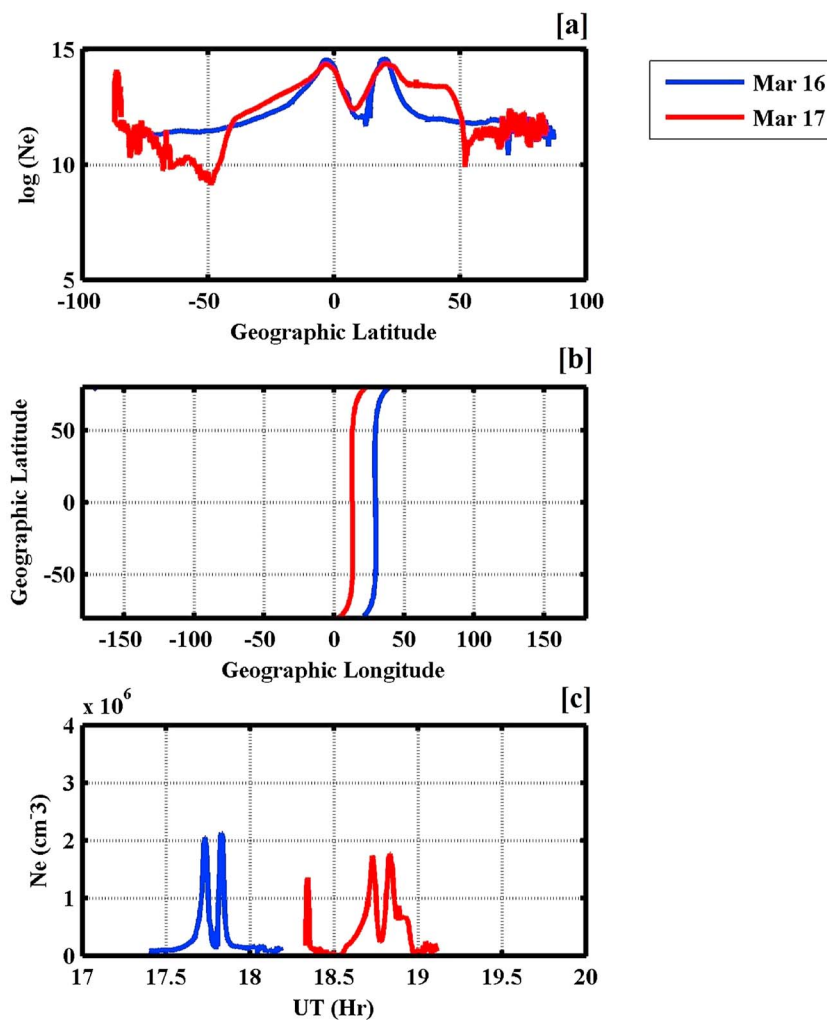 [a]
15
10
5
log (Ne)
-100 -50 0 50 100
Geographic Latitude
Mar 16
Mar 17
[b]
50
0
-50
Geographic Latitude
-150 -100 -50 0 50 100 150
Geographic Longitude
[c]
x 10^6
4
3
2
1
0
Ne (cm^-3)
17 17.5 18 18.5 19 19.5 20
UT (Hr)